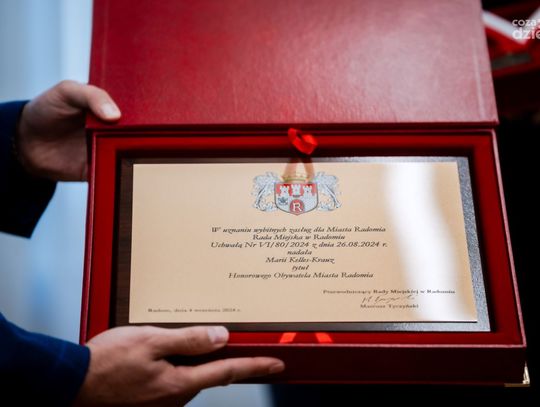 coza
dzie
R
W uznaniu wybitnych zasług dla Miasta Radomia
Rada Miejska w Radomiu
Uchwałą Nr VI/80/2024 z dnia 26.08.2024
nadała
Marii Kelles-Krauz
tytuł
Honorowego Obywatela Miasta Radomia
Przewodniczący Rady Miejskiej w Radomiu
Mateusz Tyczyński
Radom, dnia 4 września 2024 r.